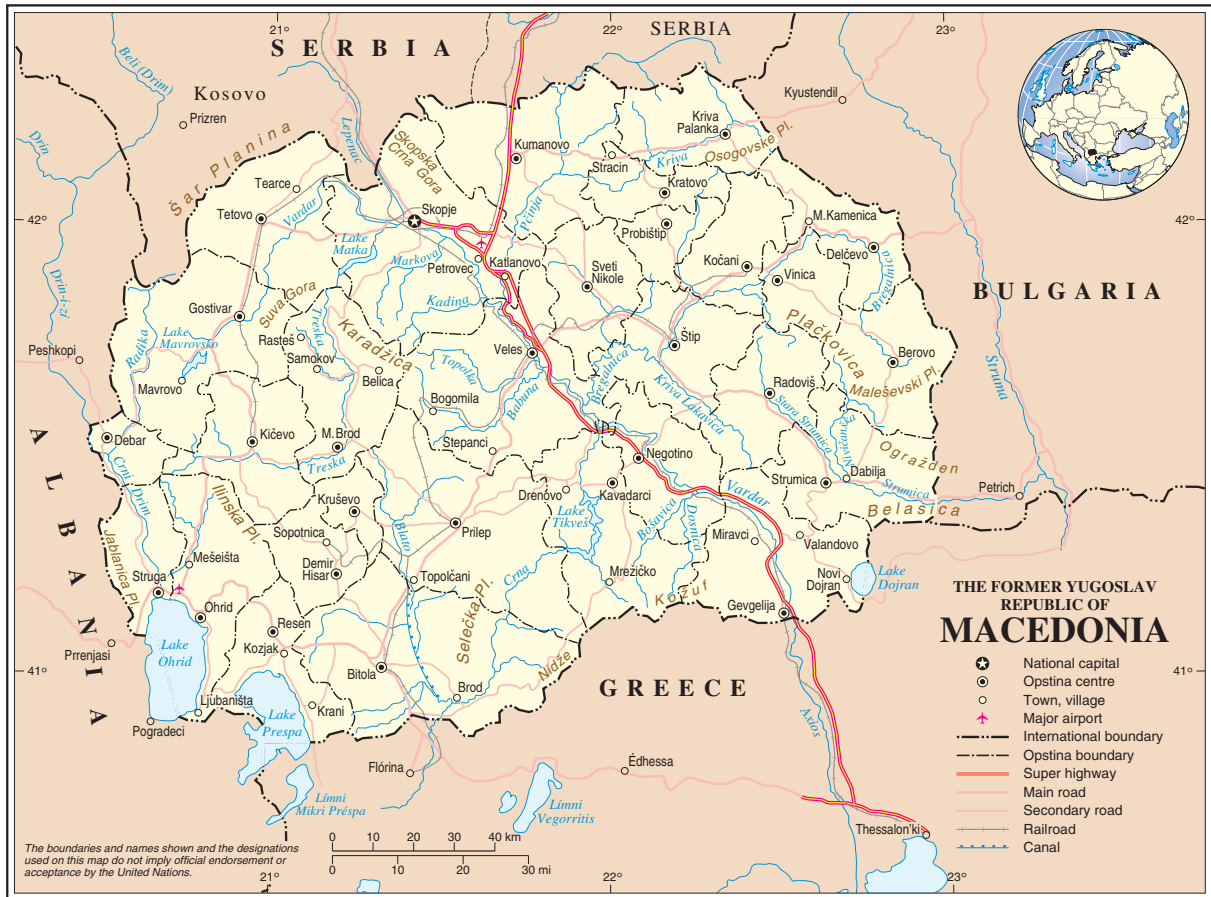 21°
22°
23°
SERBIA
SERBIA
Beli (Drim)
Kosovo
Prizren
Kyustendil
Lepenac
Drin
Šar Planina
Skopska
Crna Gora
Kriva
Palanka
Osogovske Pl.
Kumanovo
Stracin
Kriva
Tearce
Kratovo
Pčinja
42°
Tetovo
Vardar
Skopje
M.Kamenica
42°
Probištip
Lake
Matka
Markova
Petrovec
Katlanovo
Delčevo
Kočani
Vinica
Sveti
Nikole
Bregalnica
Drin-i-zi
Kadina
BULGARIA
Gostivar
Suva Gora
Treska
Karadžica
Plačkovica
Radika
Lake
Mavrovsko
Rasteš
Samokov
Peshkopi
Veles
Štip
Topolka
Bregalnica
Berovo
Struma
Mavrovo
Belica
Babuna
Kriva Lakavica
Radoviš
Maleševski Pl.
Bogomila
Stara Strumica
Debar
Kičevo
M.Brod
Stepanci
Ogražden
Treska
Negotino
Dabilja
Crni Drim
Ilinska Pl.
Drenovo
Kavadarci
Vardar
Strumica
Strumica
Petrich
Kruševo
Lake
Tikveš
Belasica
Blato
Prilep
Bošavica
Dosnica
Sopotnica
Miravci
Valandovo
ALBANIA
Jablanica Pl.
Mešeišta
Demir
Hisar
Topolčani
Crna
Mrežičko
Novi
Dojran
Lake
Dojran
Struga
Kožuf
Ohrid
Selečka Pl.
Gevgelija
Resen
Prrenjasi
Lake
Ohrid
Kozjak
Bitola
Nidže
41°
41°
GREECE
Ljubaništa
Brod
Lake
Prespa
Krani
Axios
Pogradeci
Flórina
Édhessa
Límni
Mikri Préspa
Límni
Vegorritis
Thessalon'ki
THE FORMER YUGOSLAV
REPUBLIC OF
MACEDONIA
National capital
Opstina centre
Town, village
Major airport
International boundary
Opstina boundary
Super highway
Main road
Secondary road
Railroad
Canal
0 10 20 30 40 km
0 10 20 30 mi
The boundaries and names shown and the designations
used on this map do not imply official endorsement or
acceptance by the United Nations.
21°
22°
23°